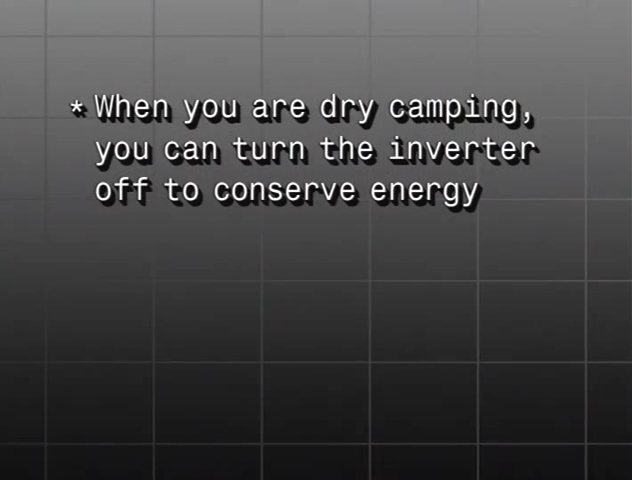 * When you are dry camping,
you can turn the inverter
off to conserve energy